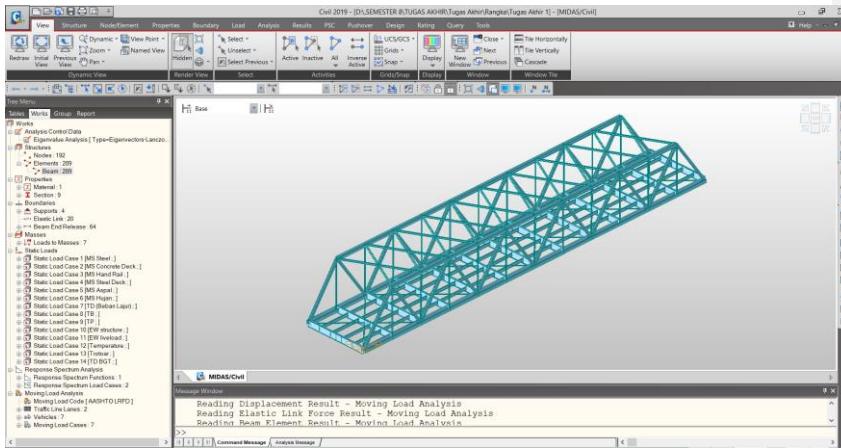 Civil 2019 - [D:\SEMESTER 8\TUGAS AKHIR\Tugas Akhir\Rangka\Tugas Akhir 1] - [MIDAS/Civil]
View Structure Node/Element Properties Boundary Load Analysis Results PSC Pushover Design Rating Query Tools Help
Redraw Initial View Previous View Dynamic Zoom Pan View Point Named View
Hidden
Select Unselect Select Previous
Active Inactive All Inverse Active
UCS/GCS Grids Snap
Display
New Window Close Next Previous
Tile Horizontally Tile Vertically Cascade
Dynamic View Render View Select Activities Grids/Snap Display Window Window Tile
Tree Menu
Base
Tables Works Group Report
Works
Analysis Control Data
Eigenvalue Analysis [ Type=Eigenvectors-Lanczo...
Structures
Nodes : 192
Elements : 289
Beam : 289
Properties
Material : 1
Section : 9
Boundaries
Supports : 4
Elastic Link : 20
Beam End Release : 64
Masses
Loads to Masses : 7
Static Loads
Static Load Case 1 [MS Steel ; ]
Static Load Case 2 [MS Concrete Deck ; ]
Static Load Case 3 [MS Hand Rail ; ]
Static Load Case 4 [MS Steel Deck ; ]
Static Load Case 5 [MS Aspal ; ]
Static Load Case 6 [MS Hujan ; ]
Static Load Case 7 [TD (Beban Lajur) ; ]
Static Load Case 8 [TB ; ]
Static Load Case 9 [TP ; ]
Static Load Case 10 [EW structure ; ]
Static Load Case 11 [EW liveload ; ]
Static Load Case 12 [Temperature ; ]
Static Load Case 13 [Trotoar ; ]
Static Load Case 14 [TD BGT ; ]
Response Spectrum Analysis
Response Spectrum Functions : 1
Response Spectrum Load Cases : 2
Moving Load Analysis
Moving Load Code [ AASHTO LRFD ]
Traffic Line Lanes : 2
Vehicles : 7
Moving Load Cases : 7
MIDAS/Civil
Message Window
Reading Displacement Result - Moving Load Analysis
Reading Elastic Link Force Result - Moving Load Analysis
Reading Beam Element Result - Moving Load Analysis
>>
Command Message Analysis Message